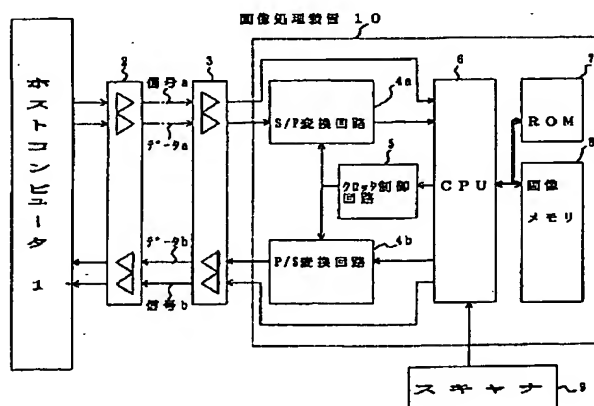 画像処理装置 10
ホストコンピュータ 1
2
信号a
データa
3
4a
S/P変換回路
5
クロック制御
回路
データb
信号b
4b
P/S変換回路
6
CPU
7
ROM
8
画像
メモリ
スキャナ
9